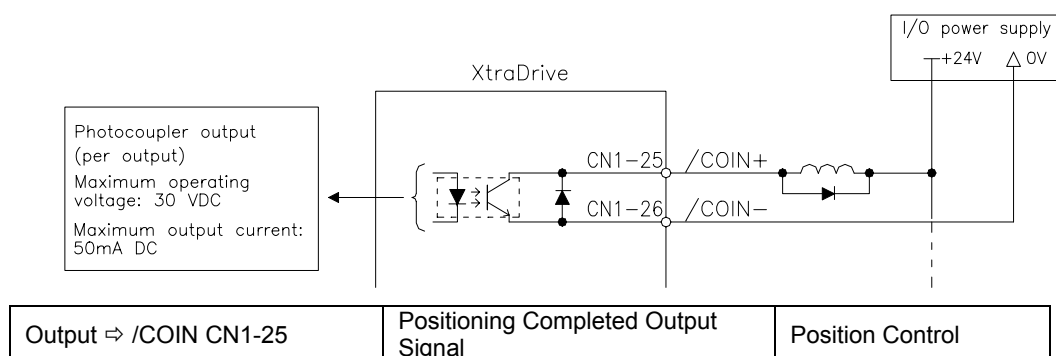 I/O power supply
+24V
0V
XtraDrive
Photocoupler output
(per output)
Maximum operating
voltage: 30 VDC
Maximum output current:
50mA DC
CN1-25
/COIN+
CN1-26
/COIN-
Output ⇨ /COIN CN1-25
Positioning Completed Output
Signal
Position Control